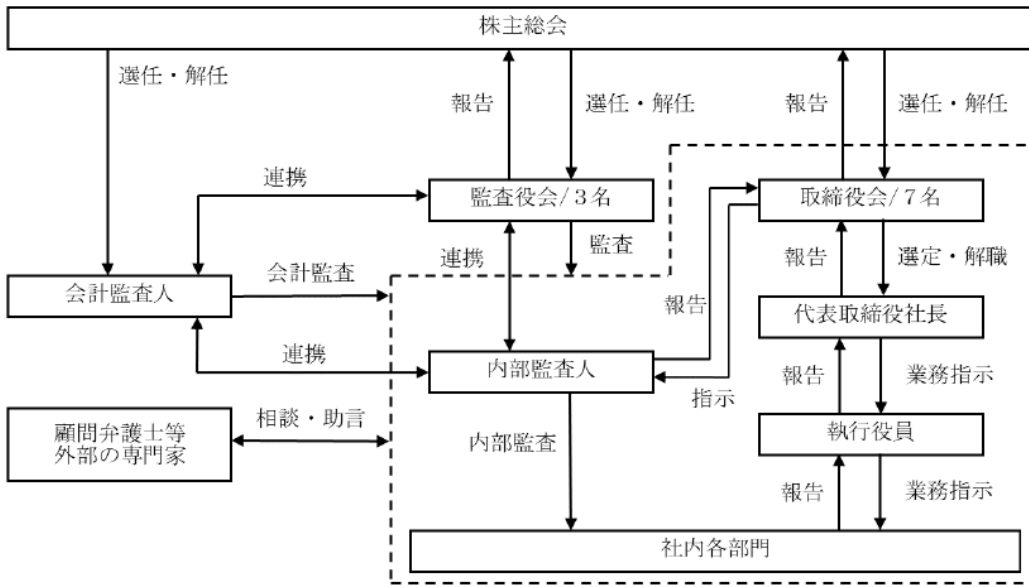 株主総会
選任・解任
報告
選任・解任
報告
選任・解任
連携
監査役会/3名
取締役会/7名
連携
監査
報告
選定・解職
会計監査人
会計監査
報告
代表取締役社長
連携
内部監査人
指示
報告
業務指示
顧問弁護士等
外部の専門家
相談・助言
内部監査
執行役員
報告
業務指示
社内各部門